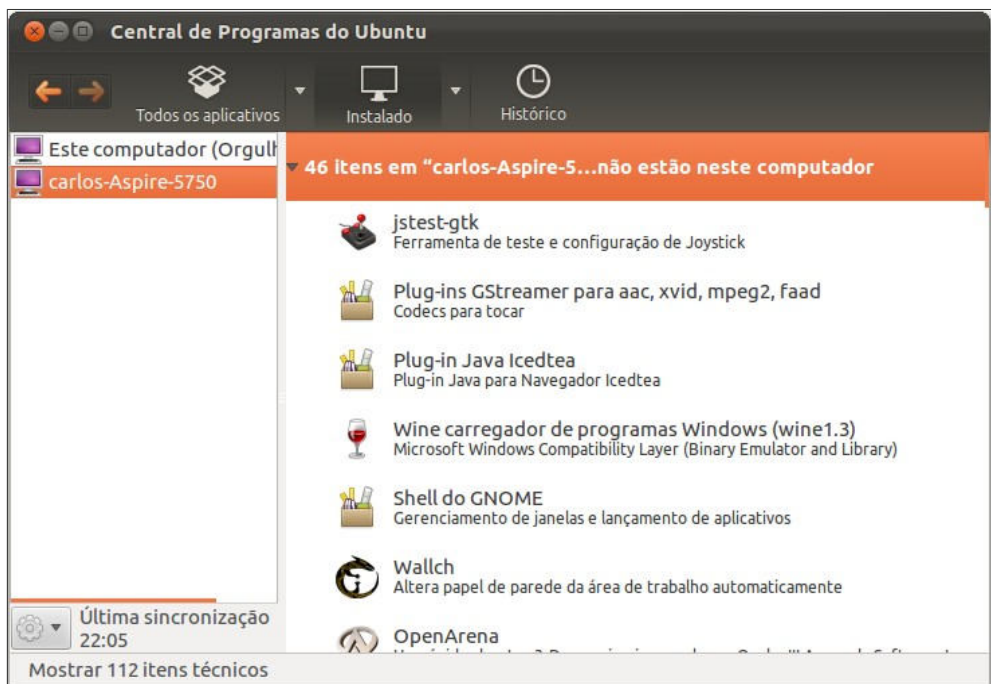 Central de Programas do Ubuntu
Todos os aplicativos
Instalado
Histórico
Este computador (Orgulh
carlos-Aspire-5750
46 itens em “carlos-Aspire-5...não estão neste computador
jstest-gtk
Ferramenta de teste e configuração de Joystick
Plug-ins GStreamer para aac, xvid, mpeg2, faad
Codecs para tocar
Plug-in Java Icedtea
Plug-in Java para Navegador Icedtea
Wine carregador de programas Windows (wine1.3)
Microsoft Windows Compatibility Layer (Binary Emulator and Library)
Shell do GNOME
Gerenciamento de janelas e lançamento de aplicativos
Wallch
Altera papel de parede da área de trabalho automaticamente
OpenArena
Última sincronização
22:05
Mostrar 112 itens técnicos